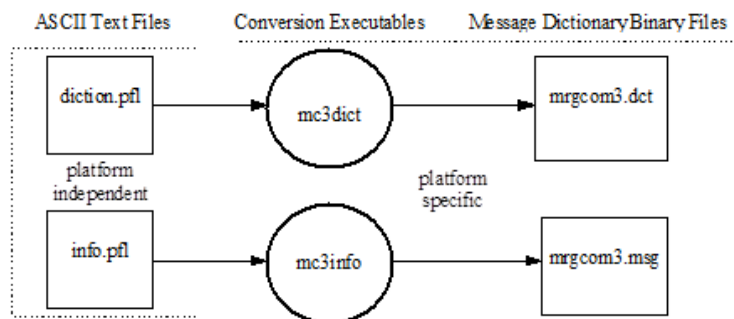 ASCII Text Files
Conversion Executables
Message Dictionary Binary Files
diction.pfl
mc3dict
mrgcom3.dct
platform
independent
platform
specific
info.pfl
mc3info
mrgcom3.msg